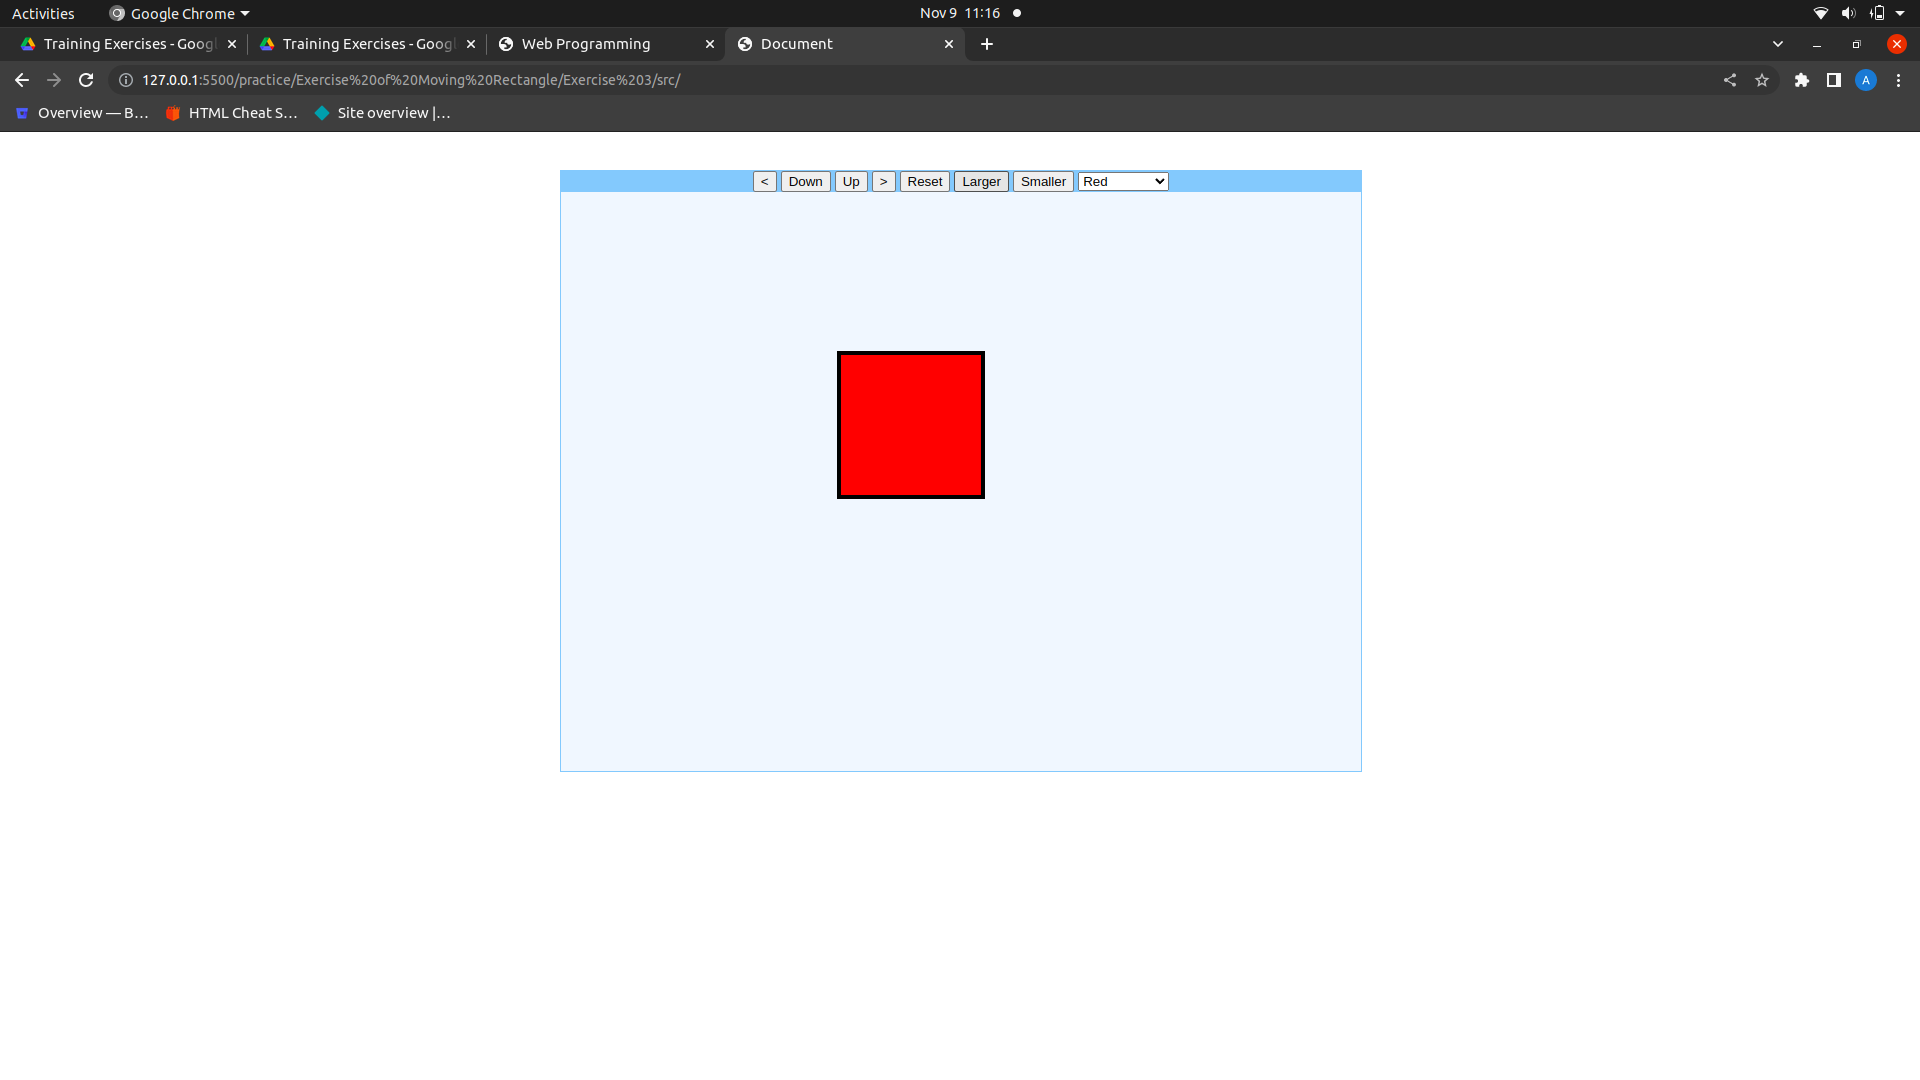 Activities Google Chrome Nov 9 11:16
Training Exercises - Googl Training Exercises - Googl Web Programming Document
127.0.0.1:5500/practice/Exercise%20of%20Moving%20Rectangle/Exercise%203/src/ A
Overview — B… HTML Cheat S… Site overview |…
< Down Up > Reset Larger Smaller Red